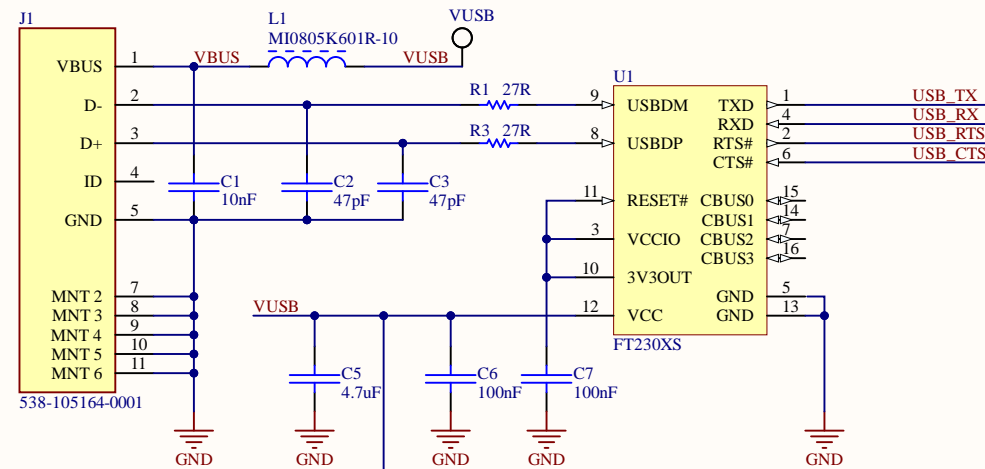 J1
L1
VUSB
MI0805K601R-10
VBUS 1 VBUS VUSB
U1
D- 2 R1 27R 9 USBDM TXD 1 USB_TX
RXD 4 USB_RX
D+ 3 R3 27R 8 USBDP RTS# 2 USB_RTS
CTS# 6 USB_CTS
ID 4
C1 C2 C3
10nF 47pF 47pF
11 RESET# CBUS0 15
GND 5 CBUS1 14
3 VCCIO CBUS2 7
CBUS3 16
10 3V3OUT
MNT 2 7 GND 5
MNT 3 8 VUSB 12 VCC GND 13
MNT 4 9
MNT 5 10 FT230XS
MNT 6 11
C5 C6 C7
4.7uF 100nF 100nF
538-105164-0001
GND GND GND GND GND